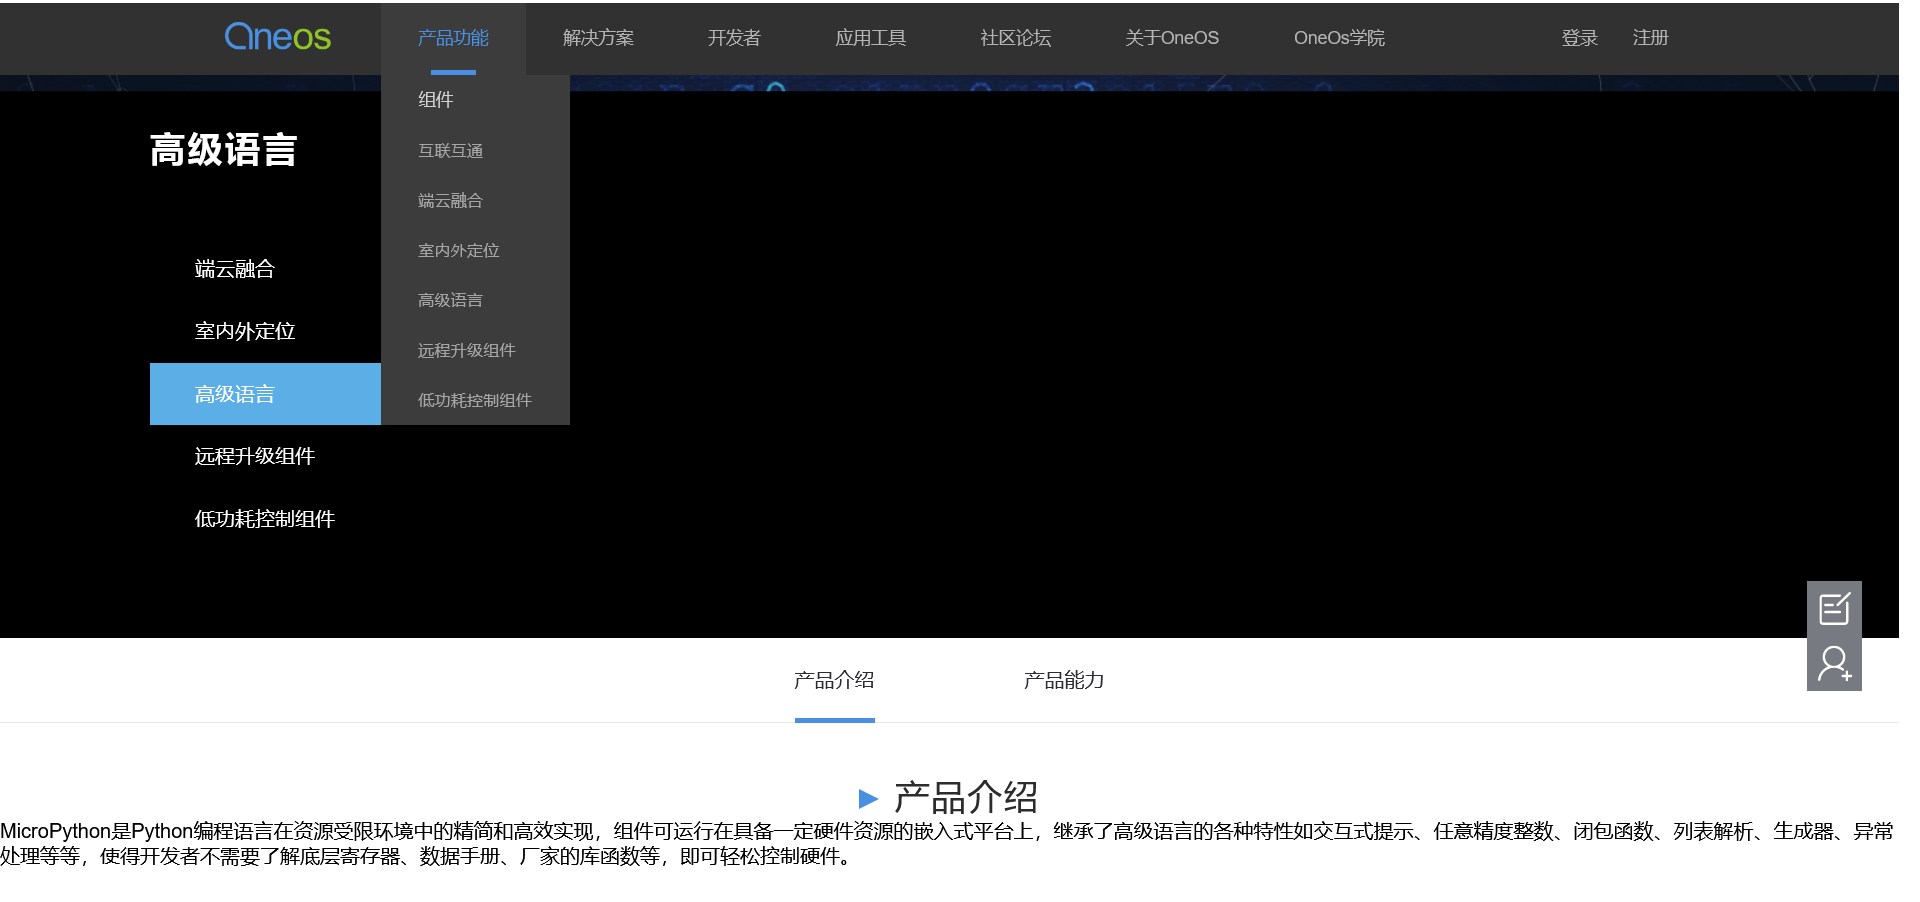 Oneos
产品功能
解决方案
开发者
应用工具
社区论坛
关于OneOS
OneOs学院
登录
注册
组件
互联互通
端云融合
室内外定位
高级语言
远程升级组件
低功耗控制组件
高级语言
端云融合
室内外定位
高级语言
远程升级组件
低功耗控制组件
产品介绍
产品能力
产品介绍
MicroPython是Python编程语言在资源受限环境中的精简和高效实现，组件可运行在具备一定硬件资源的嵌入式平台上，继承了高级语言的各种特性如交互式提示、任意精度整数、闭包函数、列表解析、生成器、异常
处理等等，使得开发者不需要了解底层寄存器、数据手册、厂家的库函数等，即可轻松控制硬件。